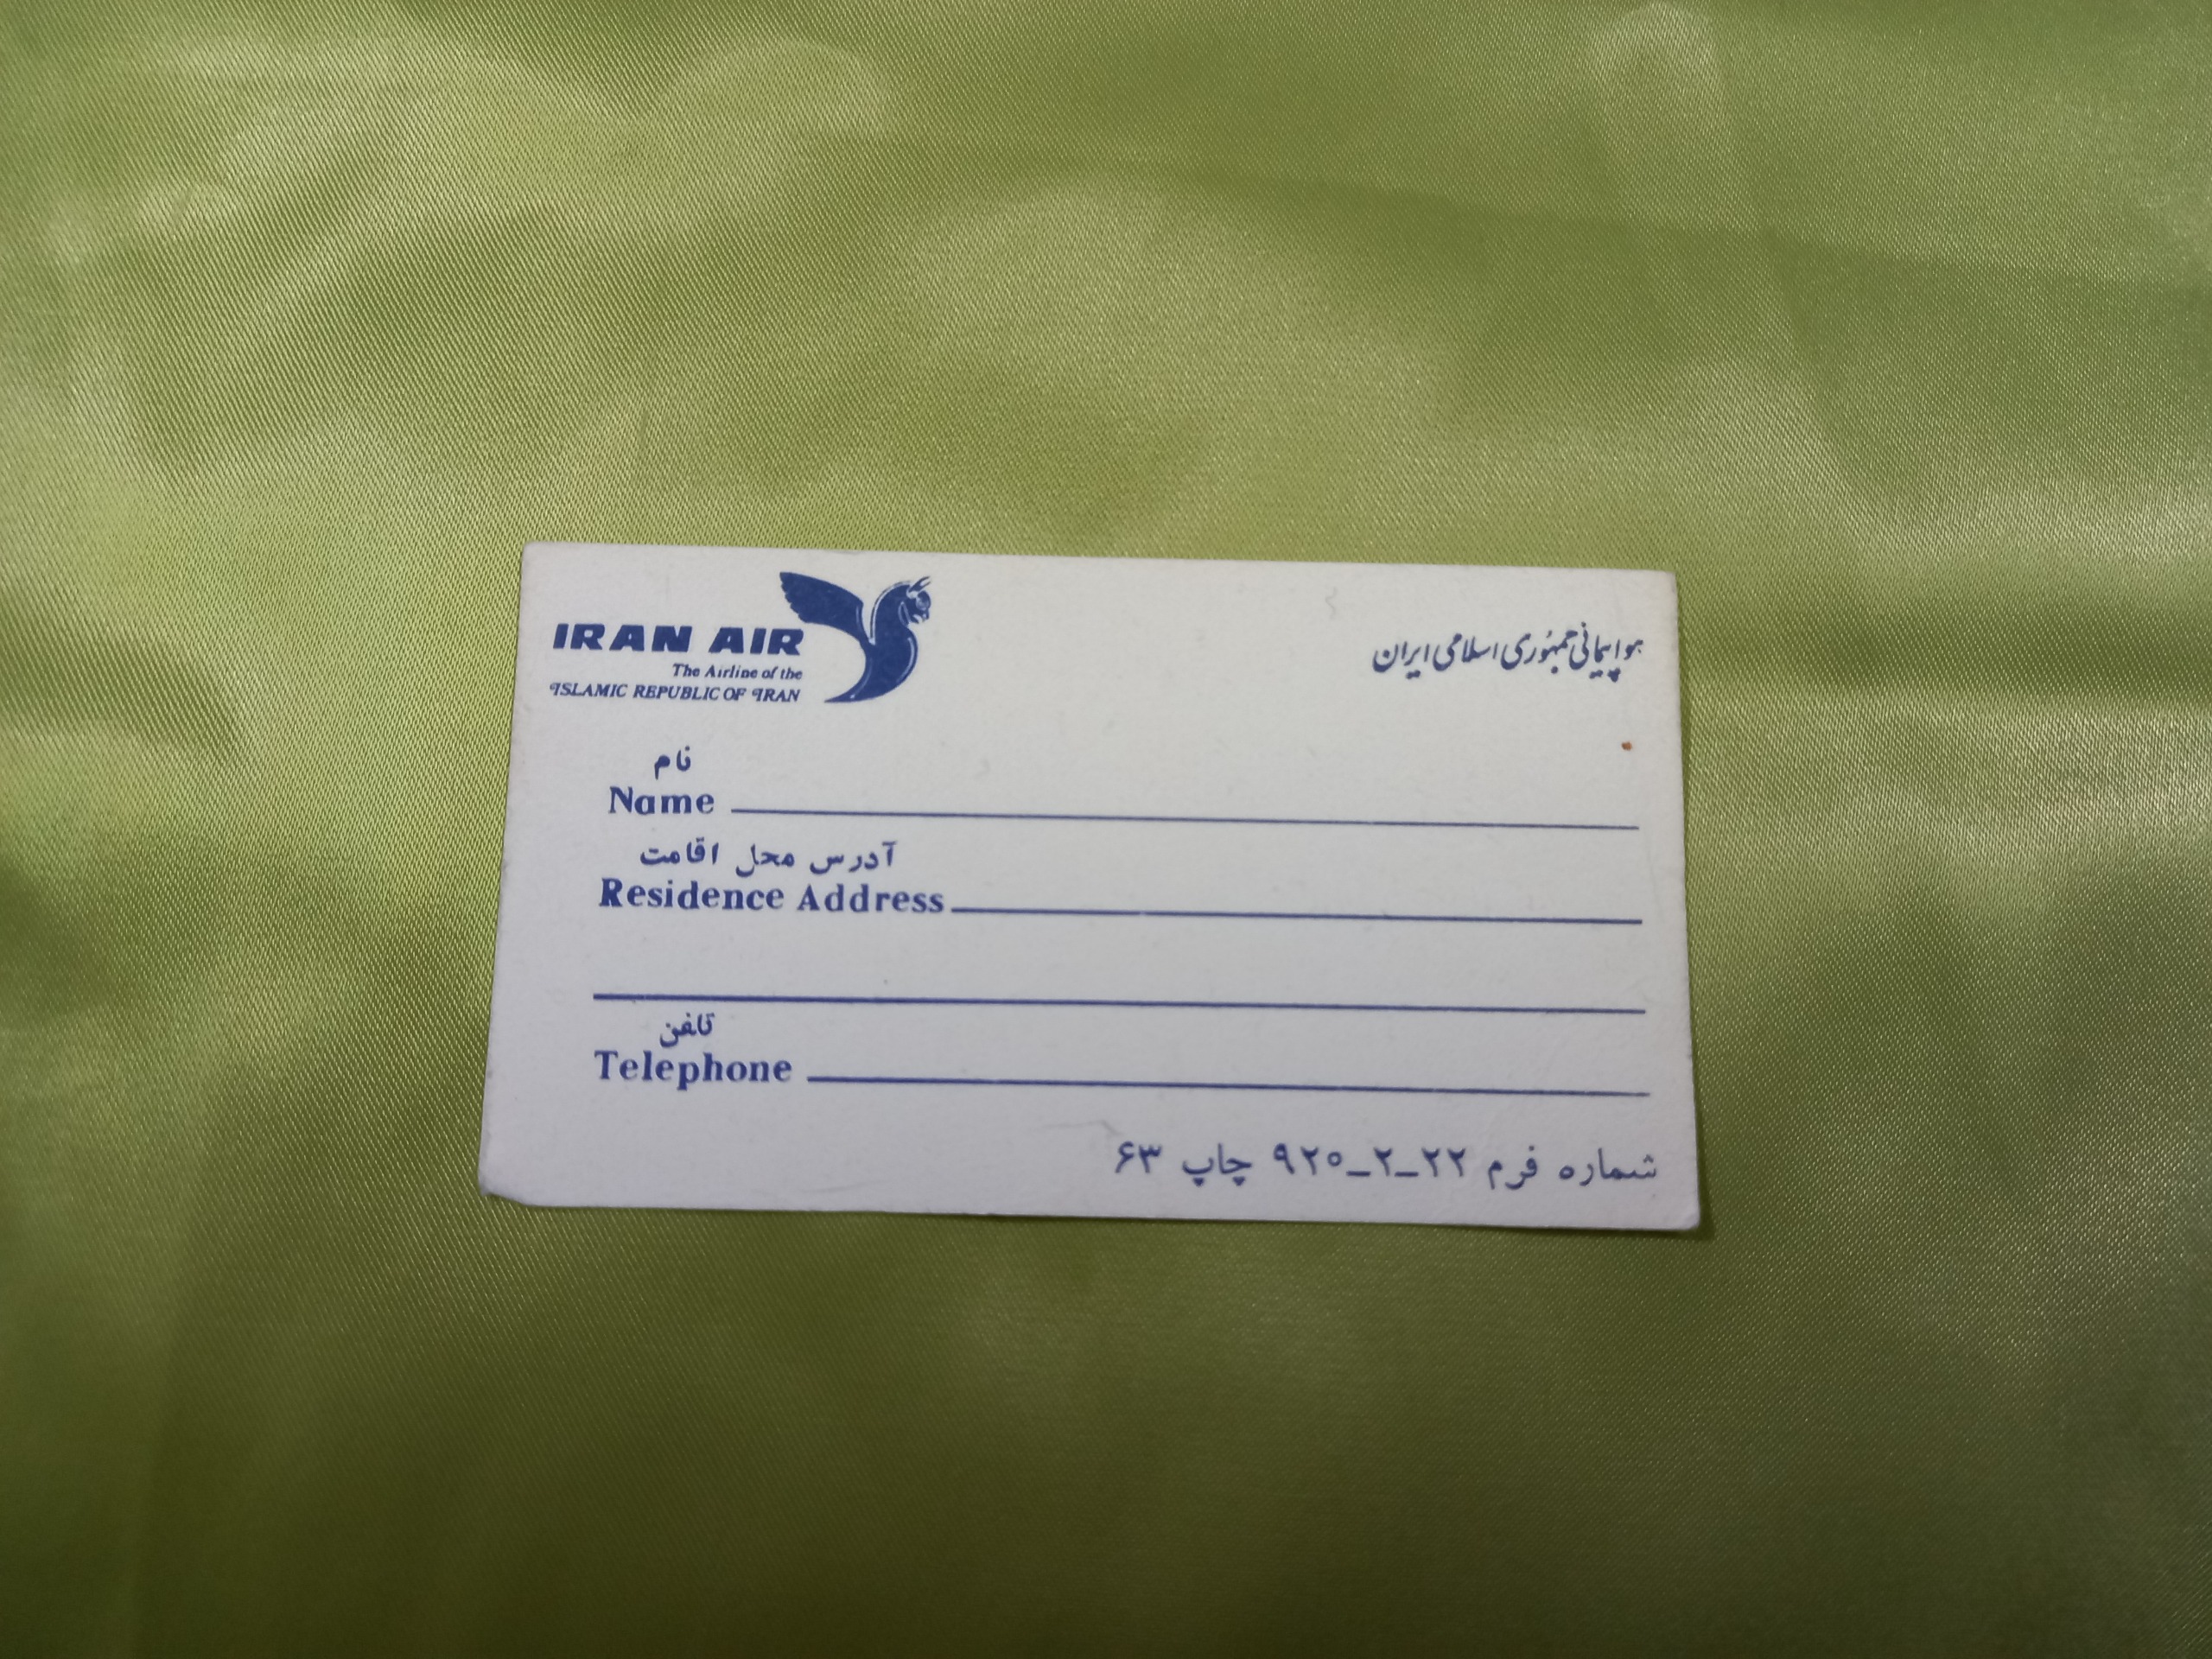 IRAN AIR
The Airline of the
ISLAMIC REPUBLIC OF IRAN
هواپیمائی جمهوری اسلامی ایران
نام
Name
آدرس محل اقامت
Residence Address
تلفن
Telephone
شماره فرم ۲۲_۲_۹۲۰ چاپ ۶۳